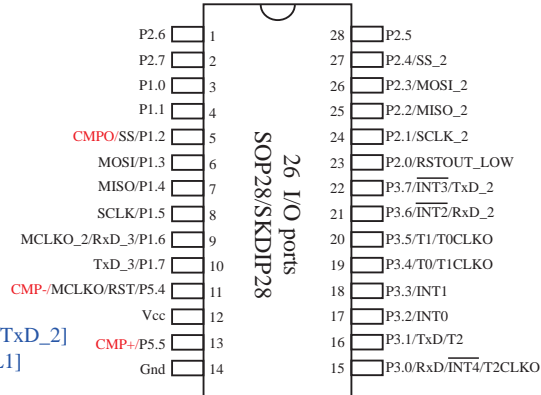 P2.6 1 28 P2.5
P2.7 2 27 P2.4/SS_2
P1.0 3 26 P2.3/MOSI_2
P1.1 4 25 P2.2/MISO_2
CMPO/SS/P1.2 5 24 P2.1/SCLK_2
MOSI/P1.3 6 23 P2.0/RSTOUT_LOW
MISO/P1.4 7 22 P3.7/INT3/TxD_2
SCLK/P1.5 8 21 P3.6/INT2/RxD_2
MCLKO_2/RxD_3/P1.6 9 20 P3.5/T1/T0CLKO
TxD_3/P1.7 10 19 P3.4/T0/T1CLKO
CMP-/MCLKO/RST/P5.4 11 18 P3.3/INT1
Vcc 12 17 P3.2/INT0
CMP+/P5.5 13 16 P3.1/TxD/T2
Gnd 14 15 P3.0/RxD/INT4/T2CLKO
26 I/O ports
SOP28/SKDIP28
TxD_2]
1]